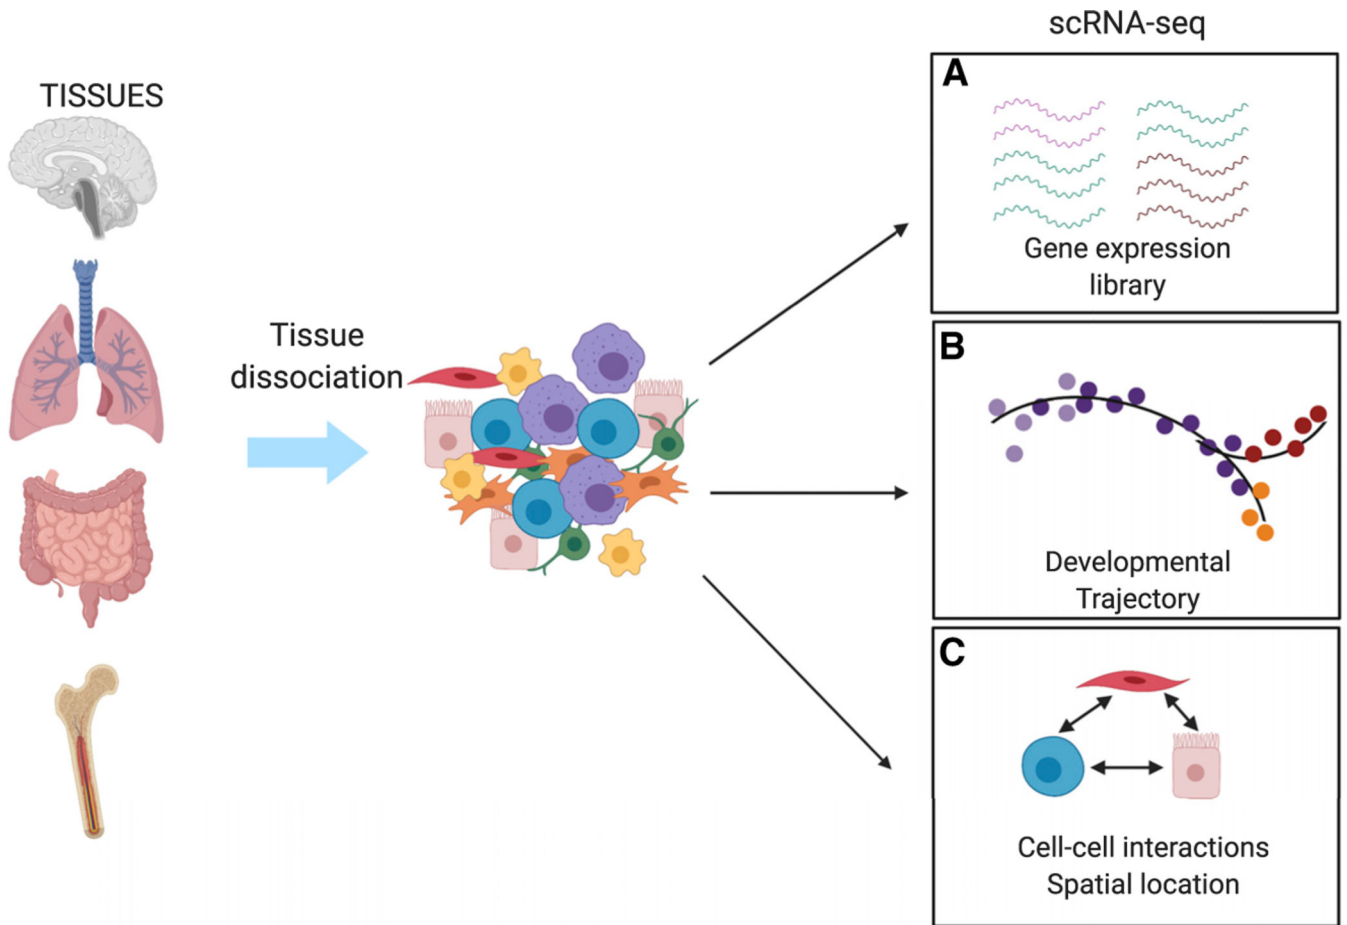 scRNA-seq
TISSUES
Tissue
dissociation
A
Gene expression
library
B
Developmental
Trajectory
C
Cell-cell interactions
Spatial location